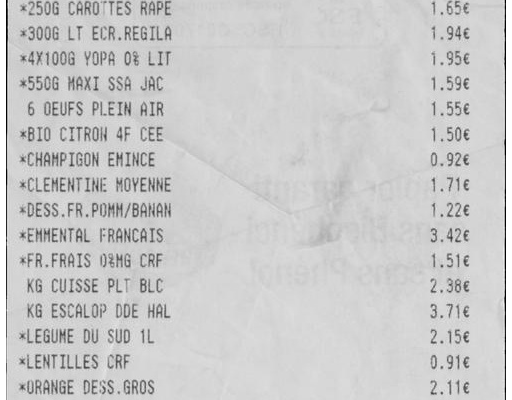 *250G CAROTTES RAPE 1.65€
*300G LT ECR.REGILA 1.94€
*4X100G YOPA 0% LIT 1.95€
*550G MAXI SSA JAC 1.59€
6 OEUFS PLEIN AIR 1.55€
*BIO CITRON 4F CEE 1.50€
*CHAMPIGON EMINCE 0.92€
*CLEMENTINE MOYENNE 1.71€
*DESS.FR.POMM/BANAN 1.22€
*EMMENTAL FRANCAIS 3.42€
*FR.FRAIS 0%MG CRF 1.51€
KG CUISSE PLT BLC 2.38€
KG ESCALOP DDE HAL 3.71€
*LEGUME DU SUD 1L 2.15€
*LENTILLES CRF 0.91€
*ORANGE DESS.GROS 2.11€